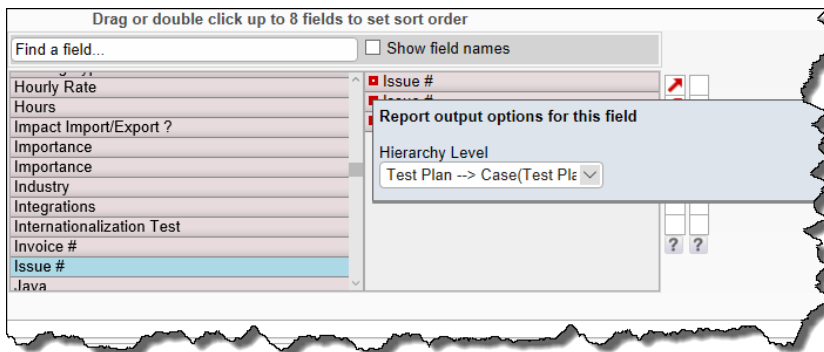 Drag or double click up to 8 fields to set sort order
Find a field...
Show field names
Hourly Rate
Hours
Impact Import/Export ?
Importance
Importance
Industry
Integrations
Internationalization Test
Invoice #
Issue #
Java
Issue #
Issue #
Report output options for this field
Hierarchy Level
Test Plan --> Case(Test Pla
? ?